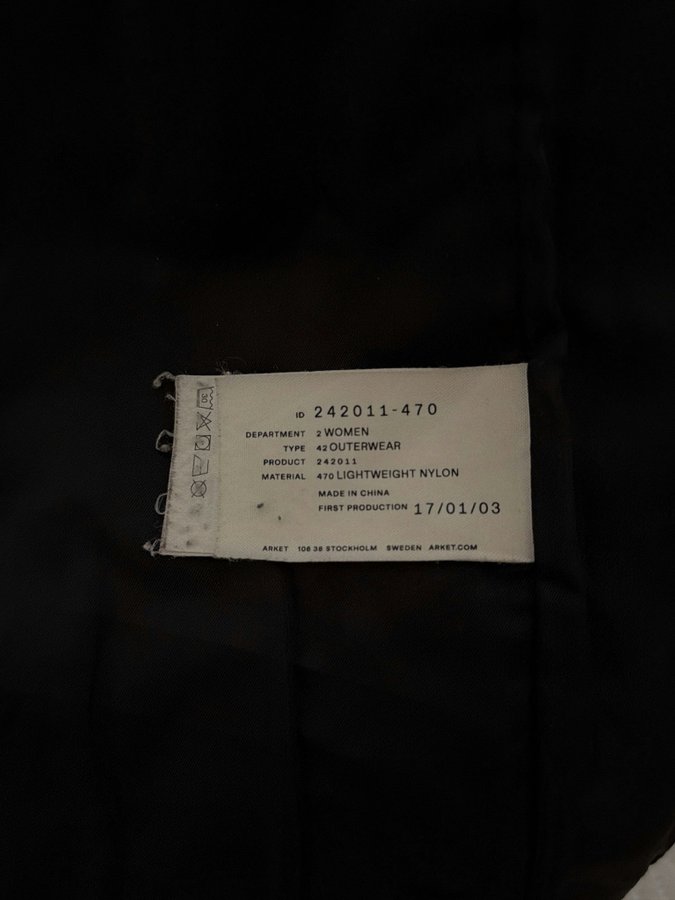 ID 242011-470
DEPARTMENT 2 WOMEN
TYPE 42 OUTERWEAR
PRODUCT 242011
MATERIAL 470 LIGHTWEIGHT NYLON
MADE IN CHINA
FIRST PRODUCTION 17/01/03
ARKET 106 38 STOCKHOLM SWEDEN ARKET.COM
30